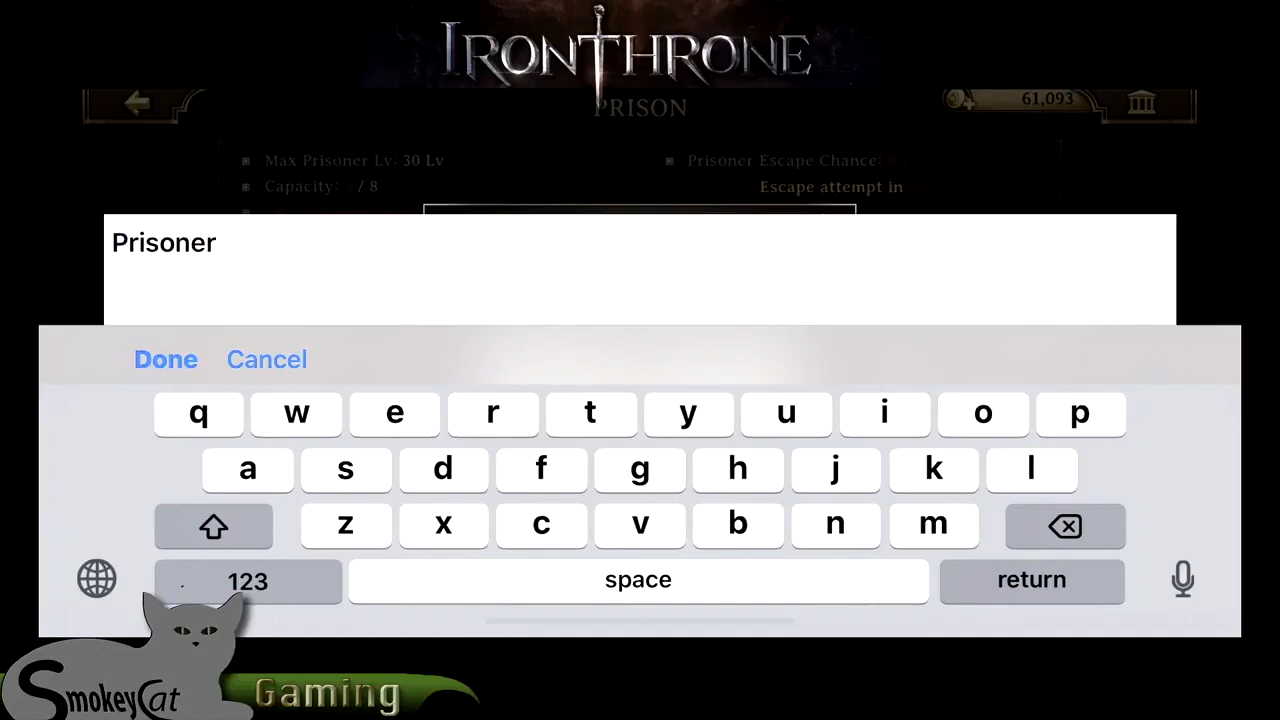 IRONTHRONE
PRISON
61,093
Max Prisoner Lv: 30 Lv
Prisoner Escape Chance:
Capacity: / 8
Escape attempt in
Prisoner
Done Cancel
q w e r t y u i o p
a s d f g h j k l
z x c v b n m
123 space return
SmokeyCat
Gaming